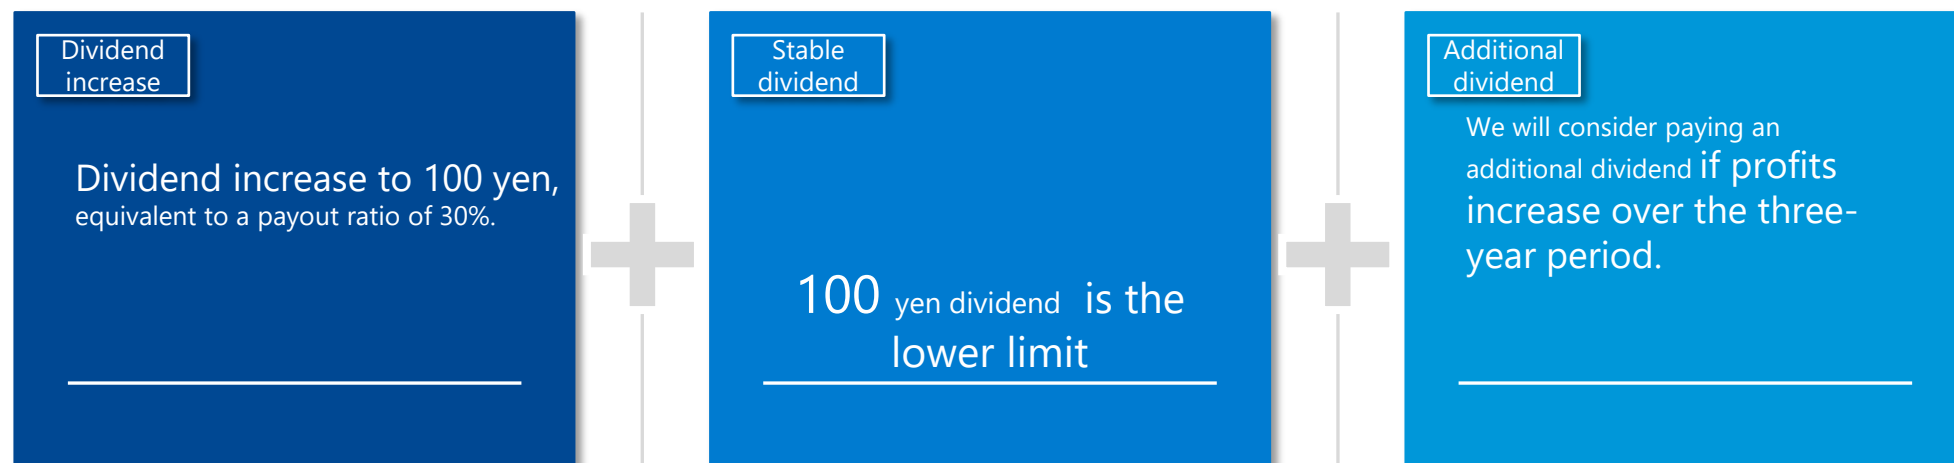 Dividend
increase
Dividend increase to 100 yen,
equivalent to a payout ratio of 30%.
Stable
dividend
100 yen dividend is the
lower limit
Additional
dividend
We will consider paying an
additional dividend if profits
increase over the three-
year period.